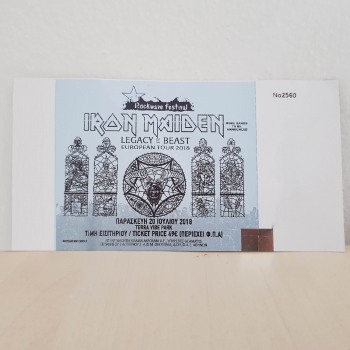 Rockwave Festival
No2560
IRON MAIDEN
LEGACY OF THE BEAST
EUROPEAN TOUR 2018
ΠΑΡΑΣΚΕΥΗ 20 ΙΟΥΛΙΟΥ 2018
TERRA VIBE PARK
ΤΙΜΗ ΕΙΣΙΤΗΡΙΟΥ / TICKET PRICE 49€ (ΠΕΡΙΕΧΕΙ Φ.Π.Α)